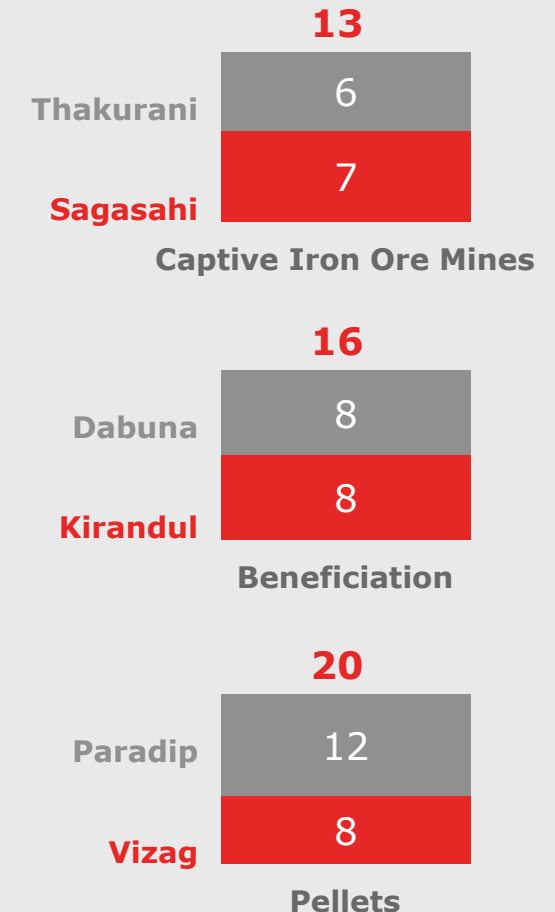 13
Thakurani 6
Sagasahi 7
Captive Iron Ore Mines
16
Dabuna 8
Kirandul 8
Beneficiation
20
Paradip 12
Vizag 8
Pellets